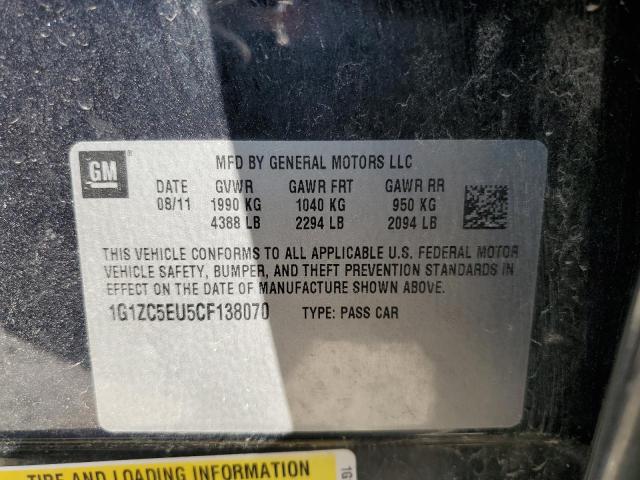 GM
MFD BY GENERAL MOTORS LLC
DATE GVWR GAWR FRT GAWR RR
08/11 1990 KG 1040 KG 950 KG
4388 LB 2294 LB 2094 LB
THIS VEHICLE CONFORMS TO ALL APPLICABLE U.S. FEDERAL MOTOR
VEHICLE SAFETY, BUMPER, AND THEFT PREVENTION STANDARDS IN
EFFECT ON THE DATE OF MANUFACTURE SHOWN ABOVE.
1G1ZC5EU5CF138070 TYPE: PASS CAR
TIRE AND LOADING INFORMATION
1G